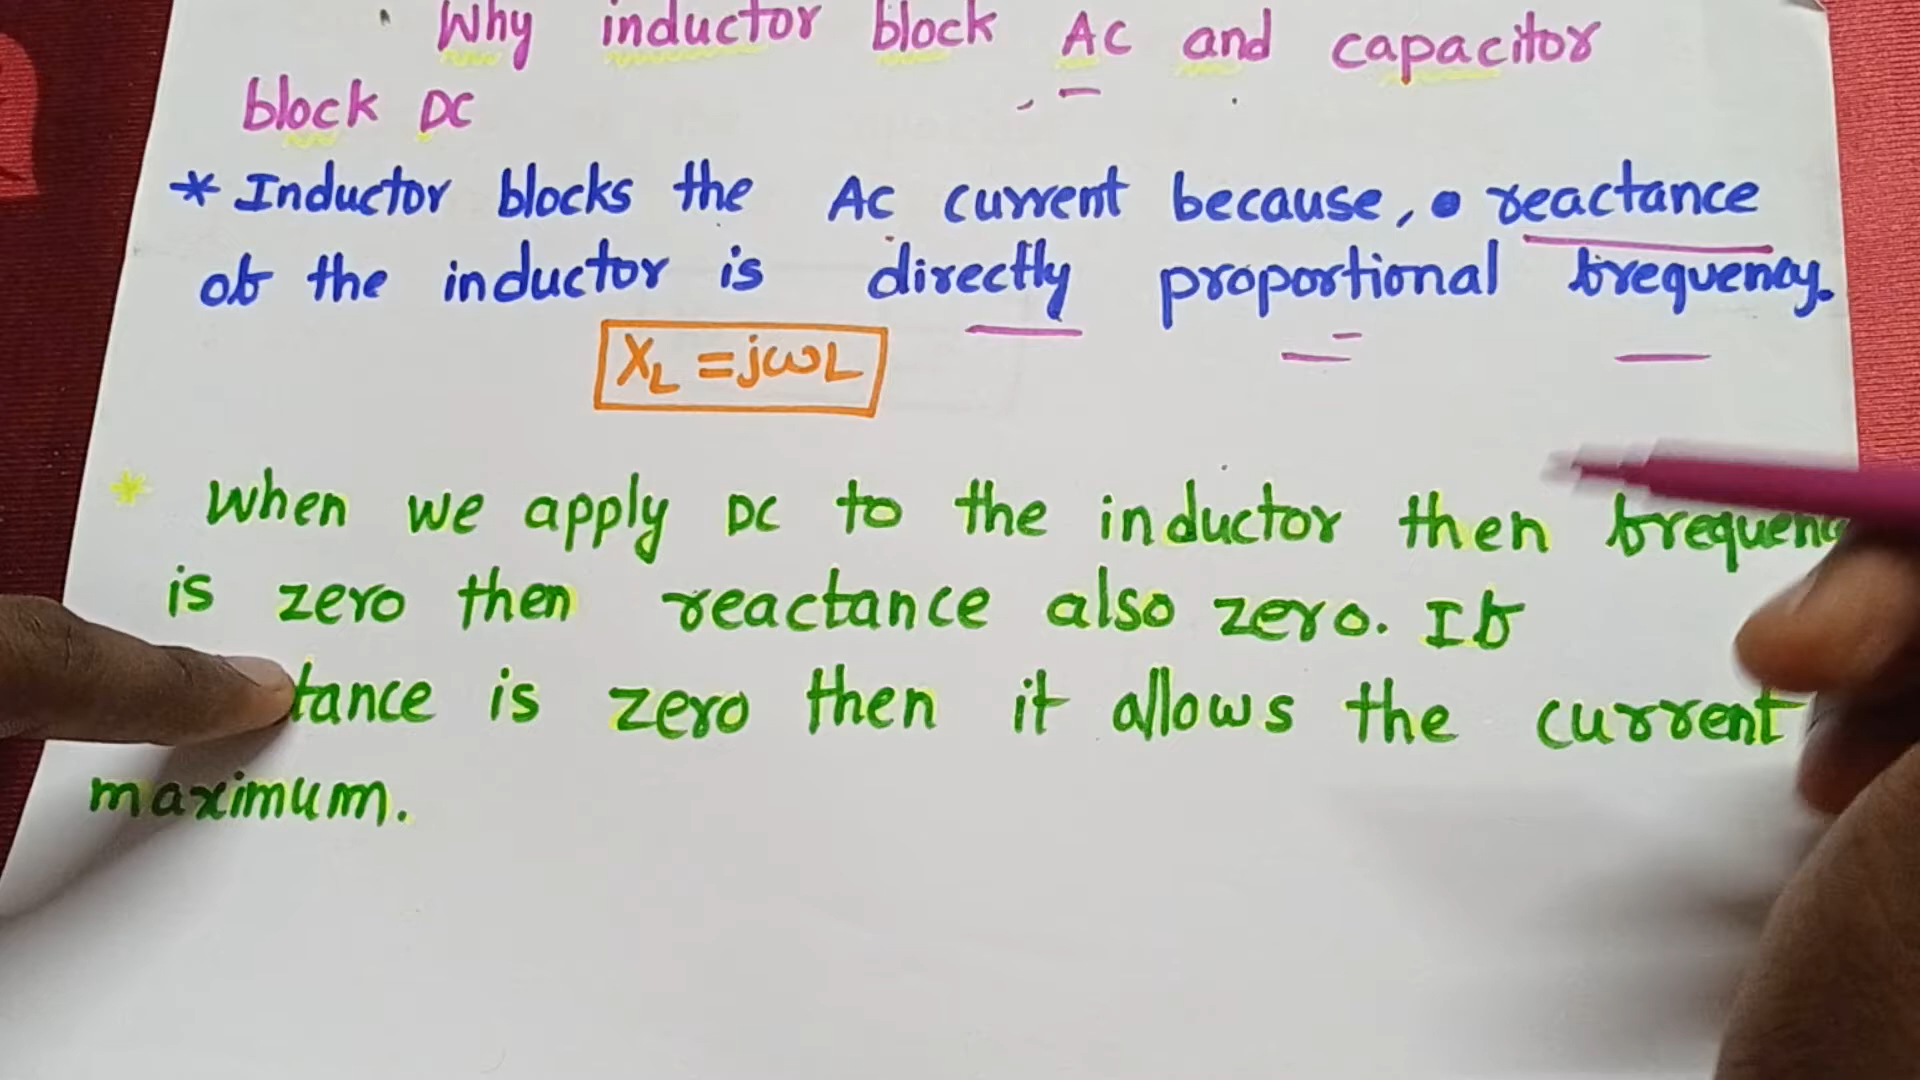 Why inductor block AC and capacitor
block DC
* Inductor blocks the AC current because, reactance
of the inductor is directly proportional frequency.
XL = jωL
* When we apply DC to the inductor then
is zero then reactance also zero. If
is zero then it allows the current
maximum.